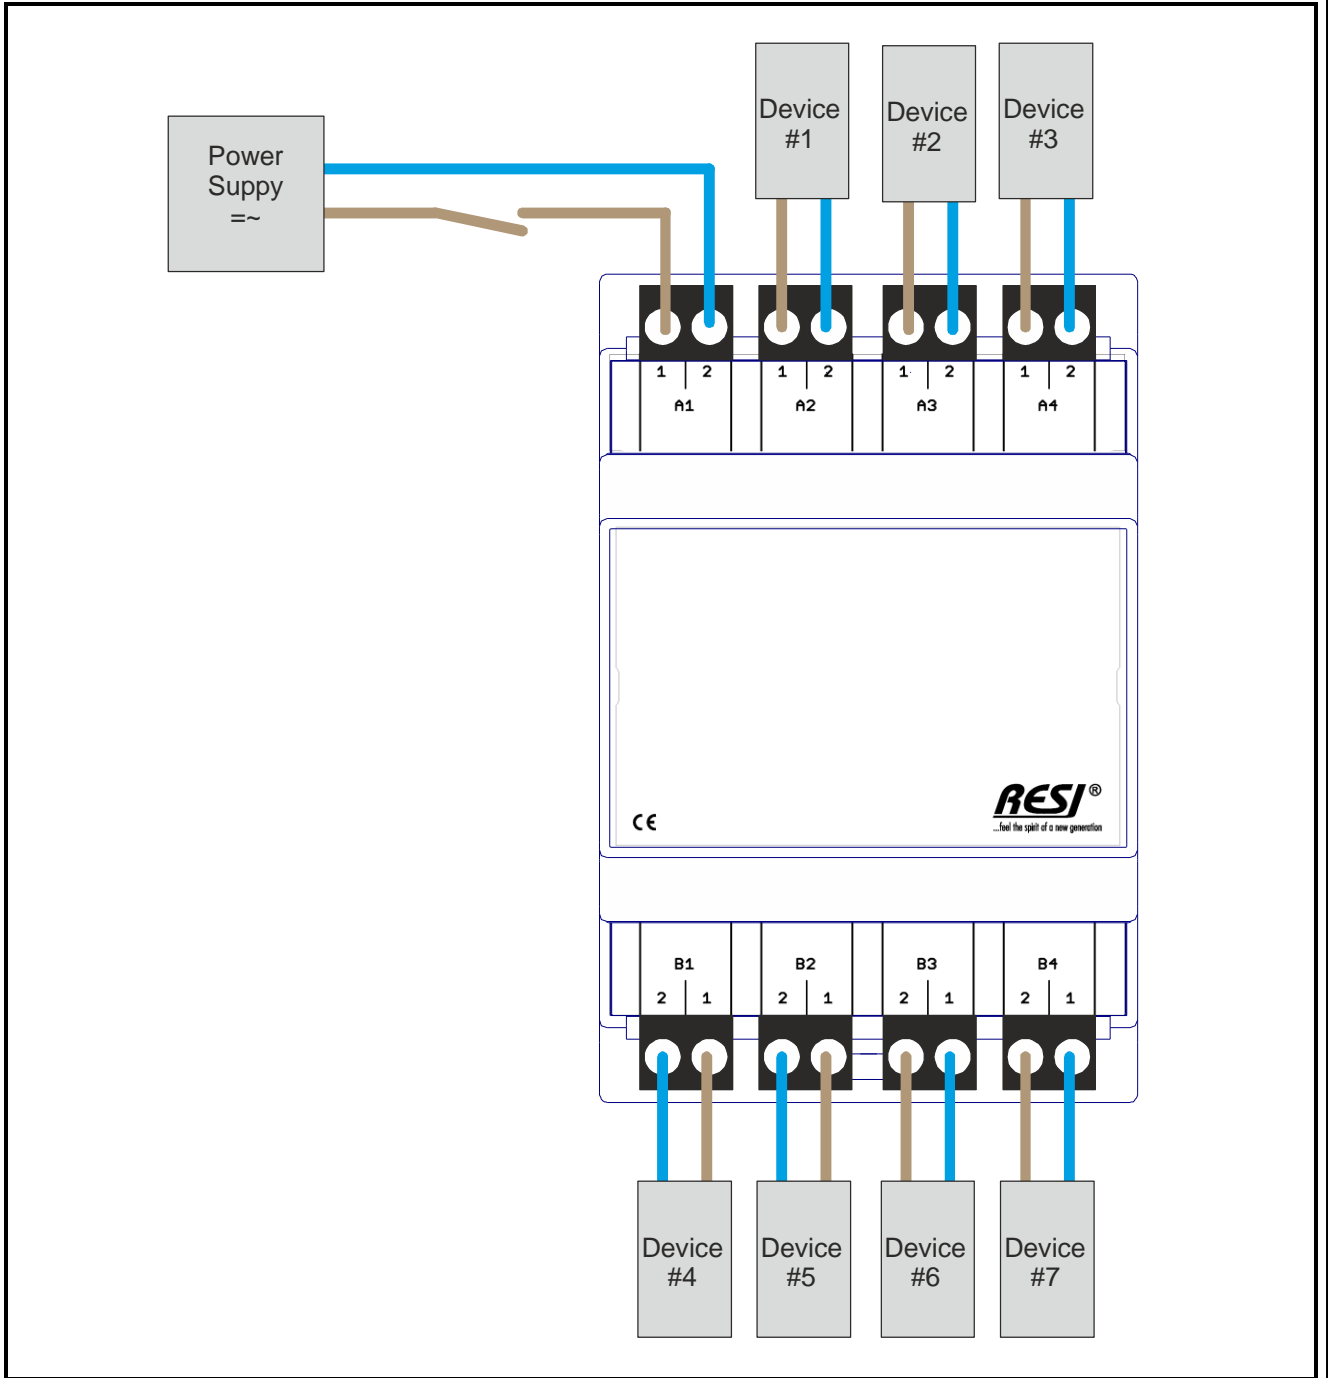 Device
#1
Device
#2
Device
#3
Power
Suppy
=~
1 2
A1
1 2
A2
1 2
A3
1 2
A4
RESI®
...feel the spirit of a new generation
CE
B1
2 1
B2
2 1
B3
2 1
B4
2 1
Device
#4
Device
#5
Device
#6
Device
#7